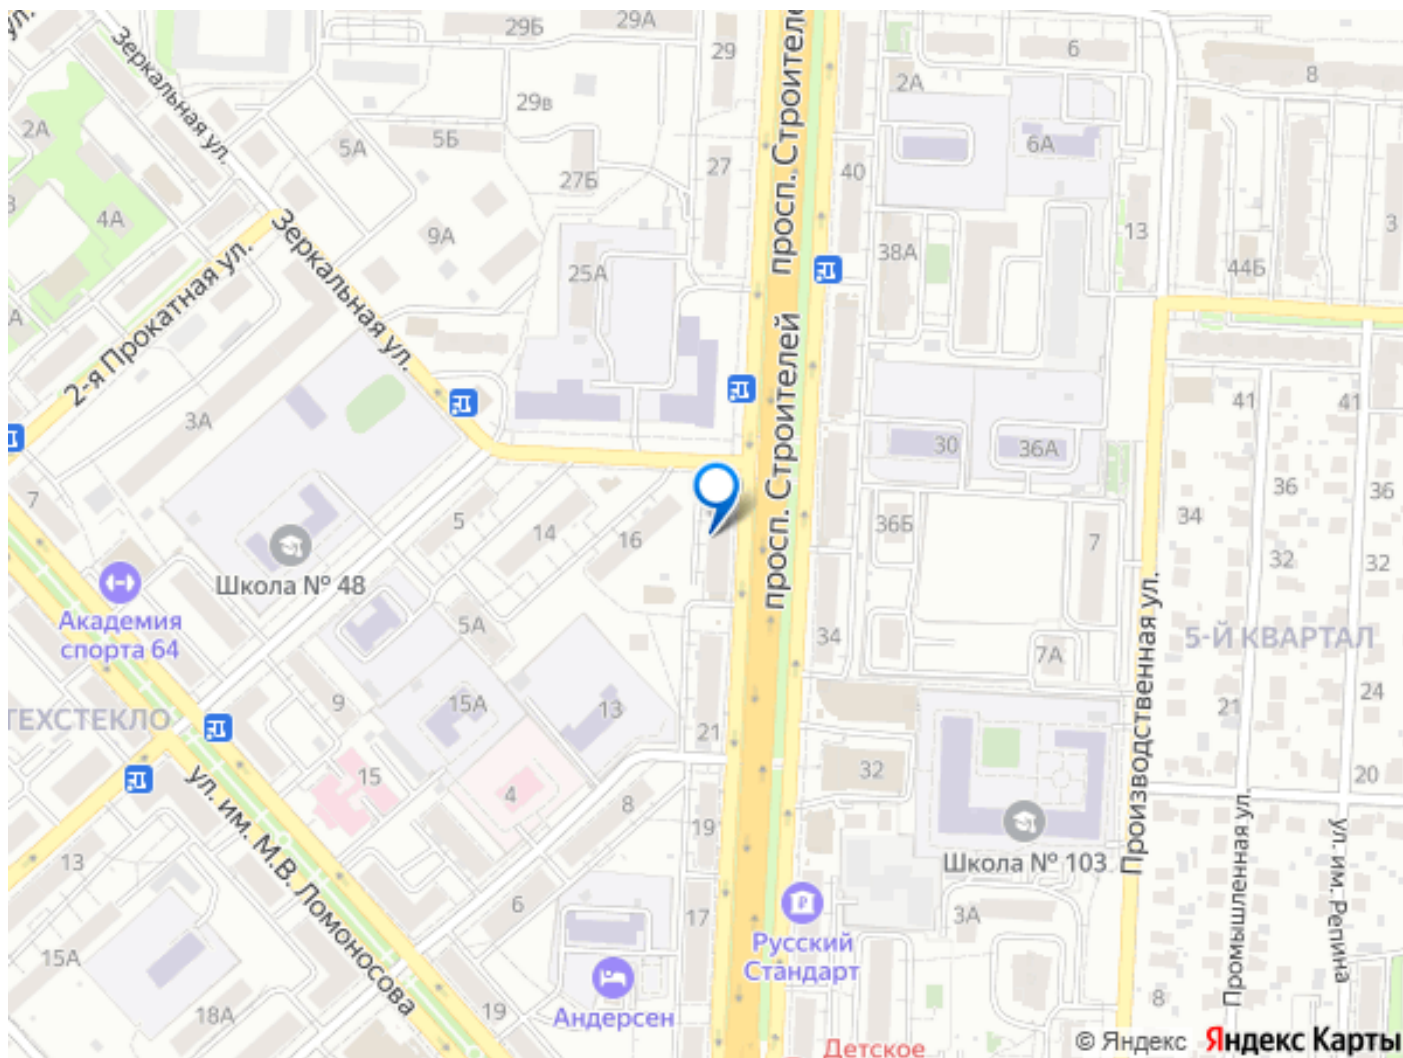 ул.
Зеркальная ул.
29Б
29А
29
просп. Строителей
6
8
2А
2А
29в
5А
5Б
27
27Б
40
6А
3
4А
9А
25А
38А
13
44Б
3
2-я Прокатная ул.
Зеркальная ул.
просп. Строителей
3А
41
41
30
36А
36
36
7
5
14
16
36Б
7
34
32
32
Школа № 48
Академия
спорта 64
5А
34
7А
5-Й КВАРТАЛ
Производственная ул.
ТЕХСТЕКЛО
9
15А
13
21
21
24
15
4
8
32
20
ул. им. М.В. Ломоносова
13
19
Школа № 103
6
17
3А
15А
Русский
Стандарт
18А
19
Андерсен
8
Промышленная ул.
ул. им. Репина
Детское
© Яндекс Яндекс Карты